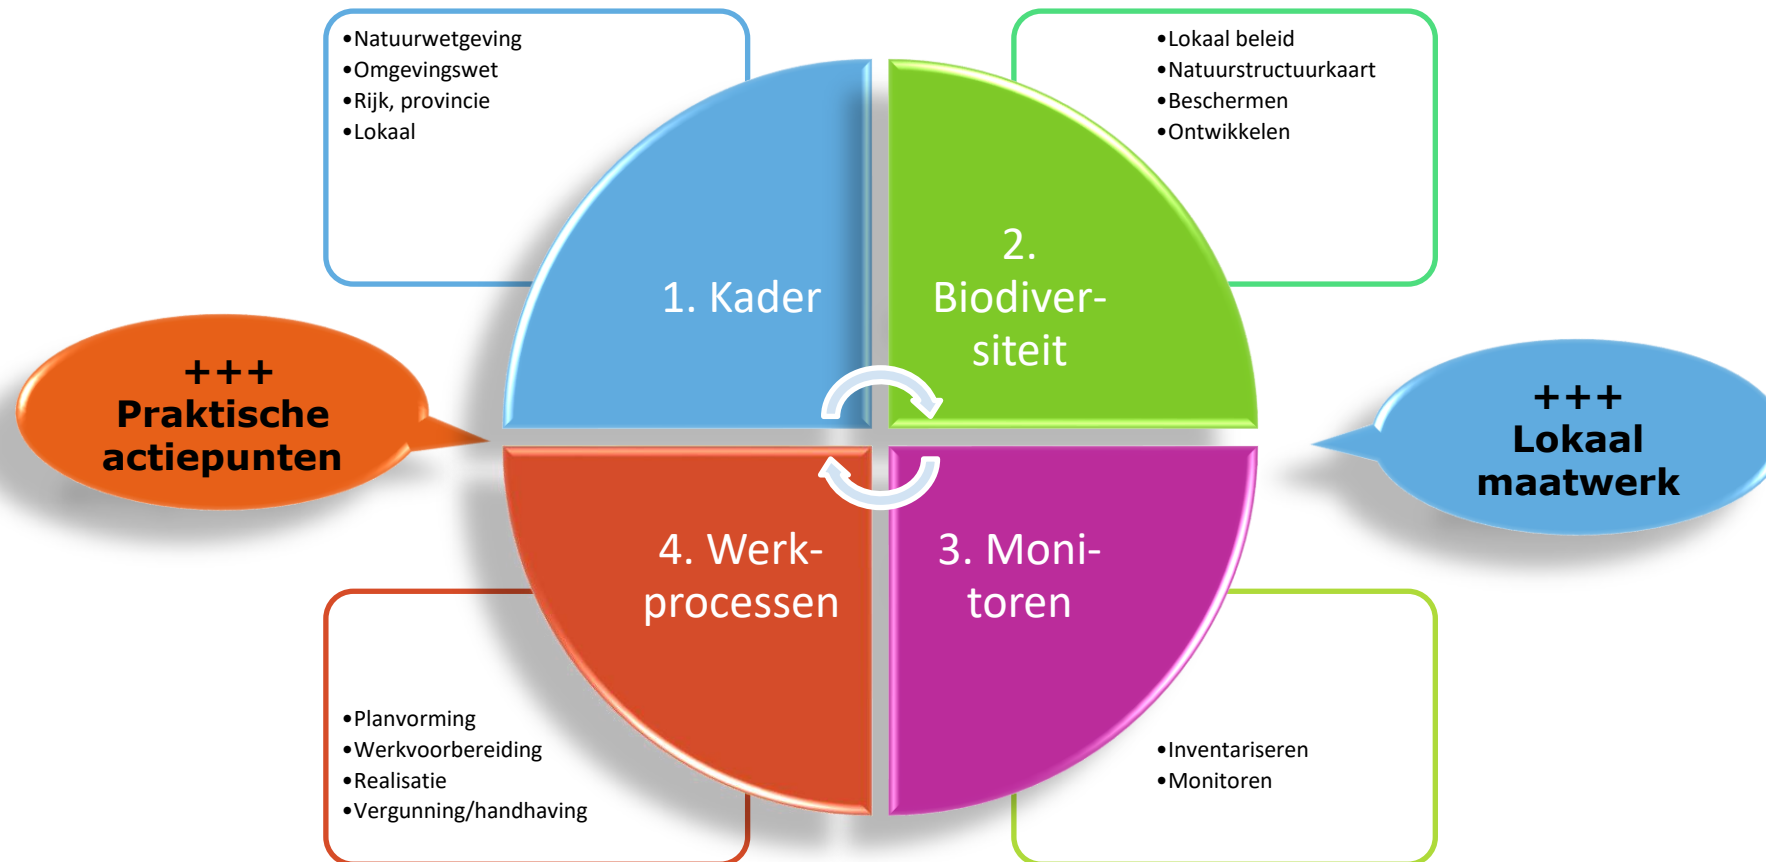 •Natuurwetgeving
•Omgevingswet
•Rijk, provincie
•Lokaal
•Lokaal beleid
•Natuurstructuurkaart
•Beschermen
•Ontwikkelen
1. Kader
2.
Biodiver-
siteit
+++
Praktische
actiepunten
+++
Lokaal
maatwerk
4. Werk-
processen
3. Moni-
toren
•Planvorming
•Werkvoorbereiding
•Realisatie
•Vergunning/handhaving
•Inventariseren
•Monitoren